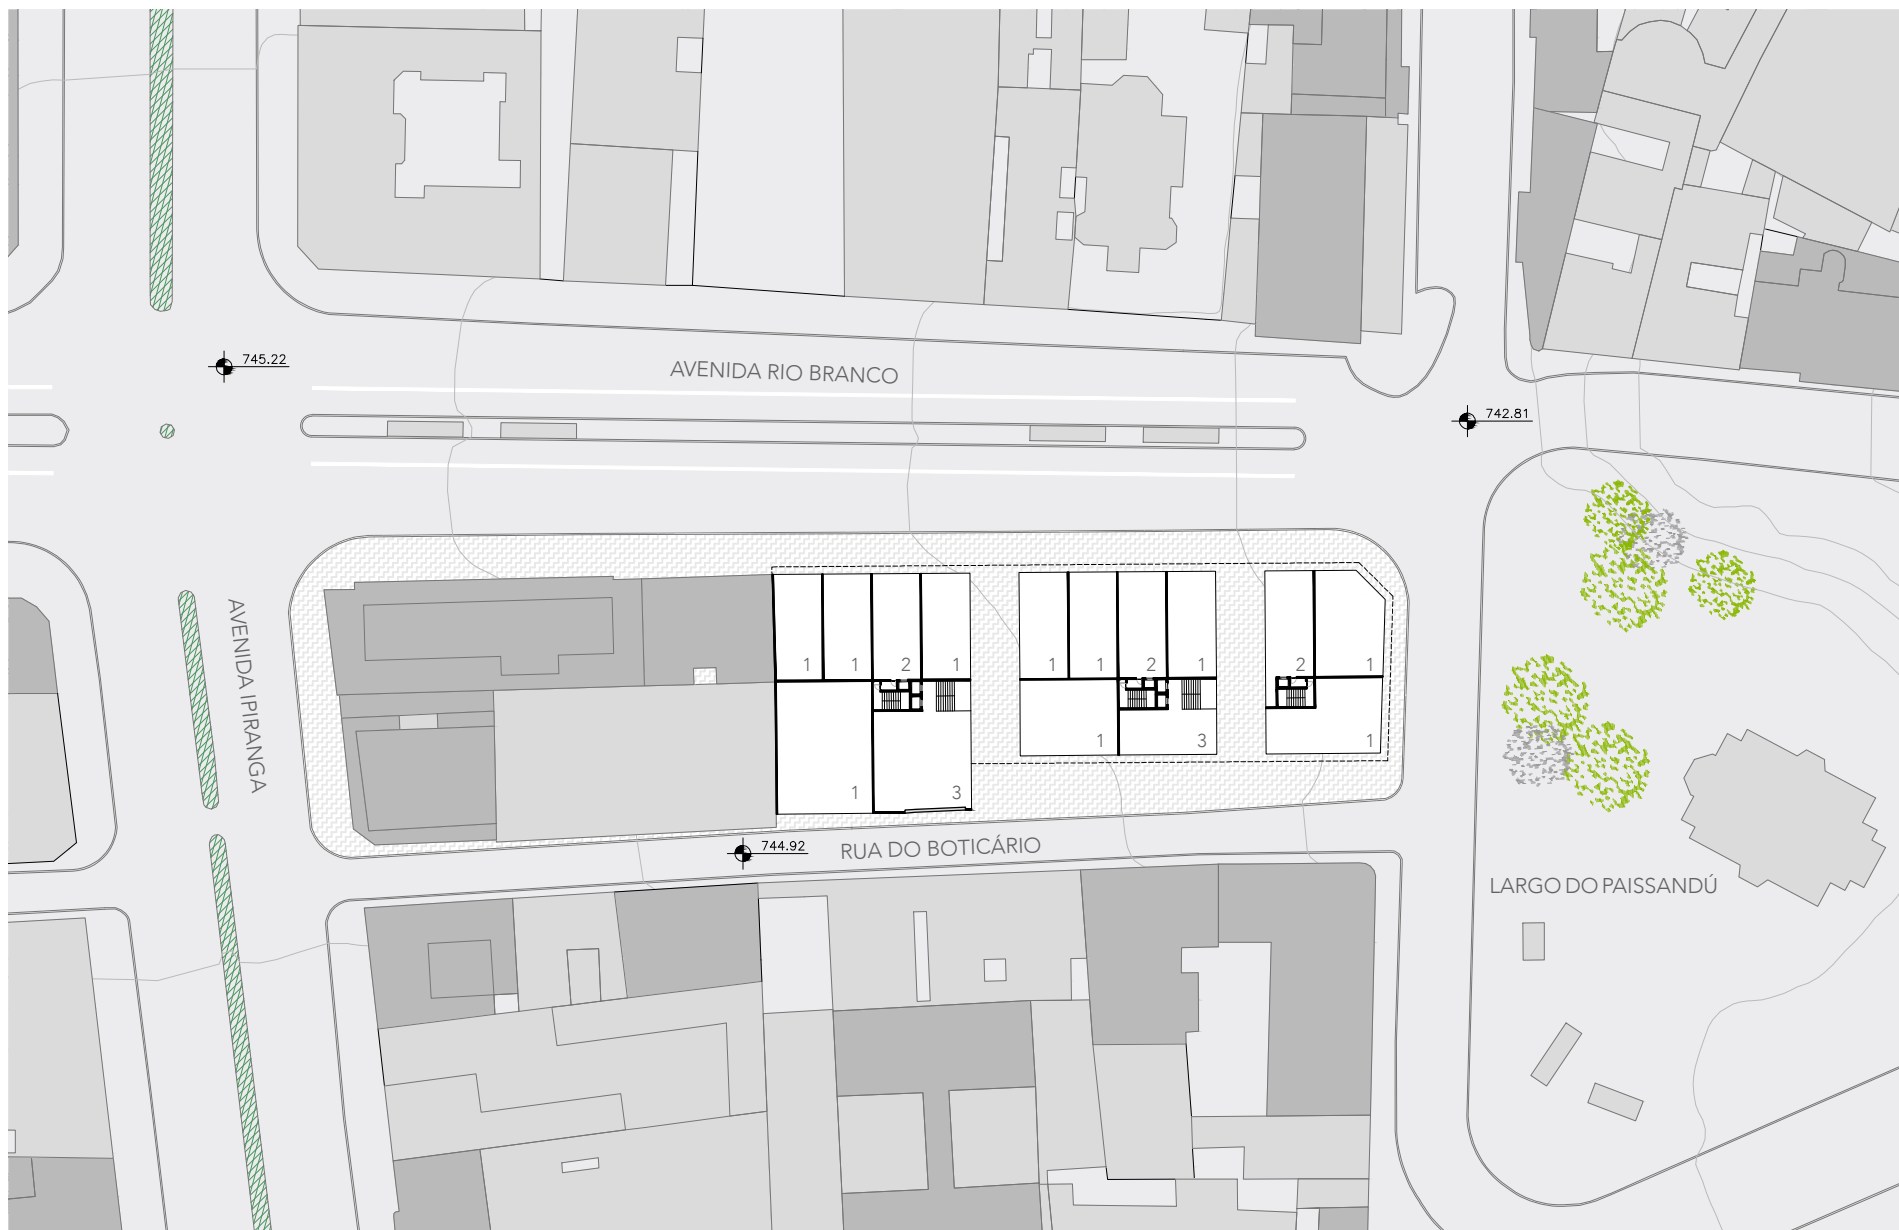 745.22
AVENIDA RIO BRANCO
742.81
AVENIDA IPIRANGA
1 1 2 1 1 1 2 1 2 1
1 3 1 3 1
744.92
RUA DO BOTICÁRIO
LARGO DO PAISSANDÚ